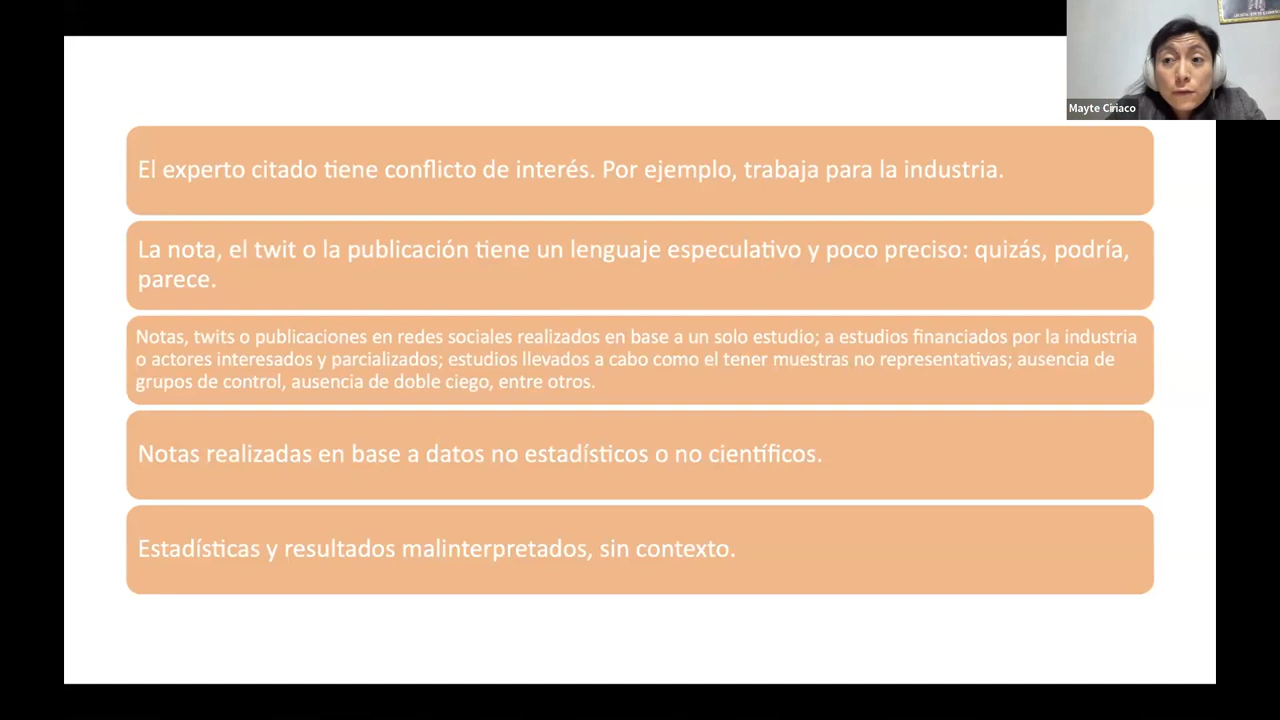 Mayte Ciriaco
El experto citado tiene conflicto de interés. Por ejemplo, trabaja para la industria.
La nota, el twit o la publicación tiene un lenguaje especulativo y poco preciso: quizás, podría,
parece.
Notas, twits o publicaciones en redes sociales realizados en base a un solo estudio; a estudios financiados por la industria
o actores interesados y parcializados; estudios llevados a cabo como el tener muestras no representativas; ausencia de
grupos de control, ausencia de doble ciego, entre otros.
Notas realizadas en base a datos no estadísticos o no científicos.
Estadísticas y resultados malinterpretados, sin contexto.